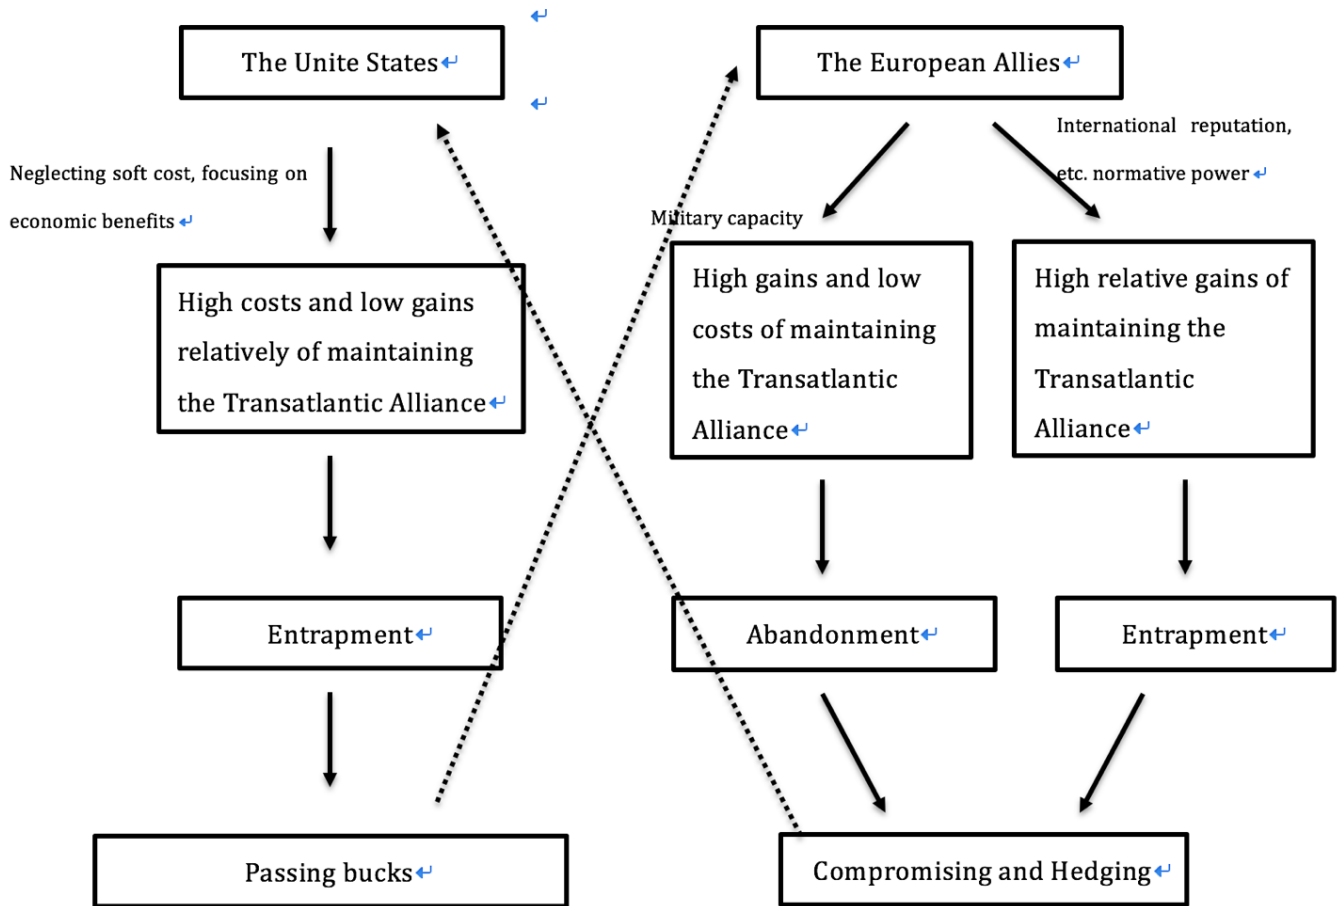 The Unite States
The European Allies
Neglecting soft cost, focusing on
economic benefits
International reputation,
etc. normative power
Military capacity
High costs and low gains
relatively of maintaining
the Transatlantic Alliance
High gains and low
costs of maintaining
the Transatlantic
Alliance
High relative gains of
maintaining the
Transatlantic
Alliance
Entrapment
Abandonment
Entrapment
Passing bucks
Compromising and Hedging